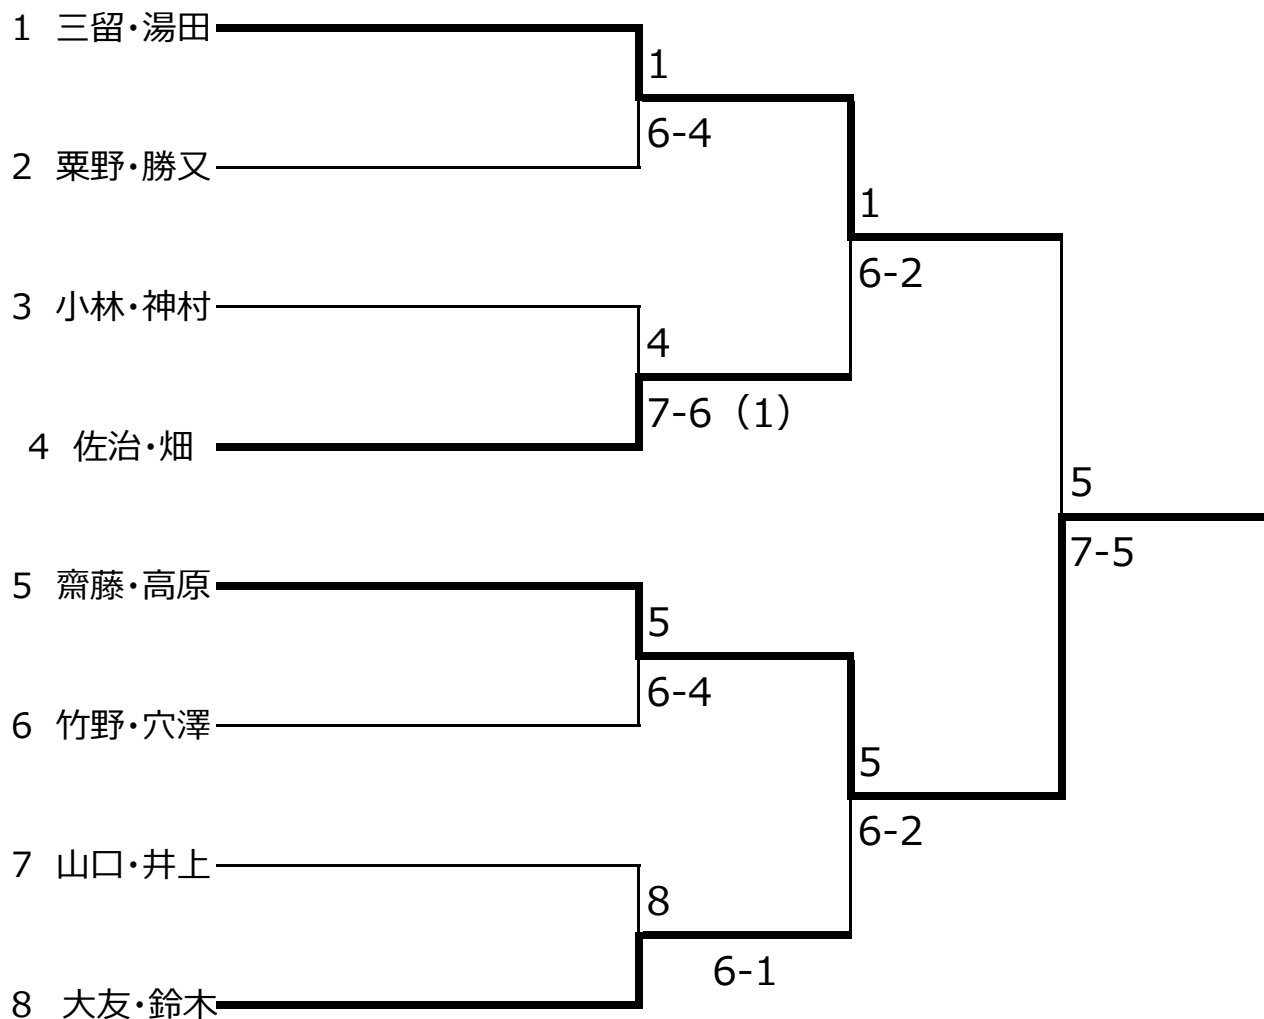 1 三留・湯田
1
6-4
2 粟野・勝又
1
6-2
3 小林・神村
4
7-6（1）
4 佐治・畑
5
7-5
5 齋藤・高原
5
6-4
6 竹野・穴澤
5
6-2
7 山口・井上
8
6-1
8 大友・鈴木